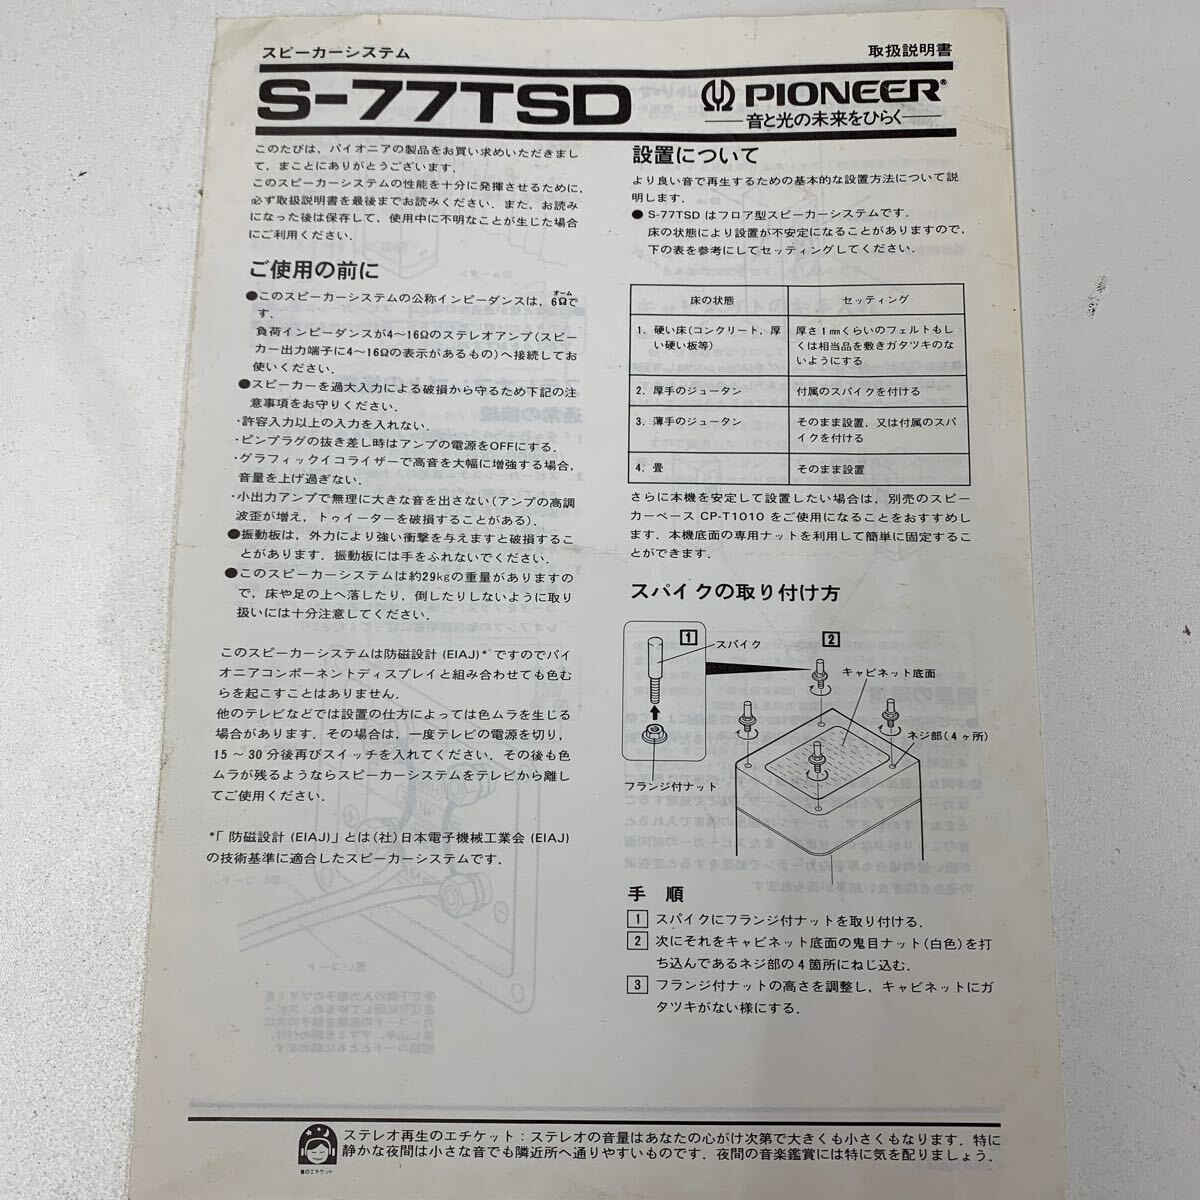 スピーカーシステム
取扱説明書
S-77TSD
PIONEER®
音と光の未来をひらく
このたびは，パイオニアの製品をお買い求めいただきまし
て，まことにありがとうございます．
このスピーカーシステムの性能を十分に発揮させるために，
必ず取扱説明書を最後までお読みください．また，お読み
になった後は保存して，使用中に不明なことが生じた場合
にご利用ください．
ご使用の前に
●このスピーカーシステムの公称インピーダンスは，6Ωで
オーム
す．
負荷インピーダンスが4～16Ωのステレオアンプ(スピー
カー出力端子に4～16Ωの表示があるもの)へ接続してお
使いください．
●スピーカーを過大入力による破損から守るため下記の注
意事項をお守りください．
・許容入力以上の入力を入れない．
・ピンプラグの抜き差し時はアンプの電源をOFFにする．
・グラフィックイコライザーで高音を大幅に増強する場合，
音量を上げ過ぎない．
・小出力アンプで無理に大きな音を出さない(アンプの高調
波歪が増え，トゥイーターを破損することがある)．
●振動板は，外力により強い衝撃を与えますと破損するこ
とがあります．振動板には手をふれないでください．
●このスピーカーシステムは約29kgの重量がありますの
で，床や足の上へ落したり，倒したりしないように取り
扱いには十分注意してください．
このスピーカーシステムは防磁設計(EIAJ)*ですのでパイ
オニアコンポーネントディスプレイと組み合わせても色む
らを起こすことはありません．
他のテレビなどでは設置の仕方によっては色ムラを生じる
場合があります．その場合は，一度テレビの電源を切り，
15～30分後再びスイッチを入れてください．その後も色
ムラが残るようならスピーカーシステムをテレビから離し
てご使用ください．
*「防磁設計(EIAJ)」とは(社)日本電子機械工業会(EIAJ)
の技術基準に適合したスピーカーシステムです．
設置について
より良い音で再生するための基本的な設置方法について説
明します．
● S-77TSDはフロア型スピーカーシステムです．
床の状態により設置が不安定になることがありますので，
下の表を参考にしてセッティングしてください．
床の状態 セッティング
1．硬い床(コンクリート，厚 厚さ1mmくらいのフェルトもし
い硬い板等) くは相当品を敷きガタツキのな
いようにする
2．厚手のジュータン 付属のスパイクを付ける
3．薄手のジュータン そのまま設置，又は付属のスパ
イクを付ける
4．畳 そのまま設置
さらに本機を安定して設置したい場合は，別売のスピー
カーベース CP-T1010 をご使用になることをおすすめし
ます．本機底面の専用ナットを利用して簡単に固定するこ
とができます．
スパイクの取り付け方
1
スパイク
2
キャビネット底面
ネジ部(4ヶ所)
フランジ付ナット
手順
1 スパイクにフランジ付ナットを取り付ける．
2 次にそれをキャビネット底面の鬼目ナット(白色)を打
ち込んであるネジ部の4箇所にねじ込む．
3 フランジ付ナットの高さを調整し，キャビネットにガ
タツキがない様にする．
音のエチケット
ステレオ再生のエチケット：ステレオの音量はあなたの心がけ次第で大きくも小さくもなります．特に
静かな夜間は小さな音でも隣近所へ通りやすいものです．夜間の音楽鑑賞には特に気を配りましょう．